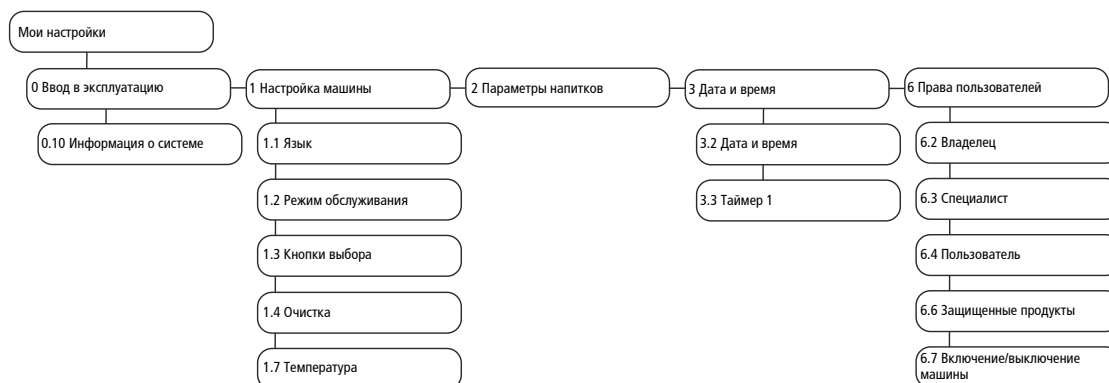 Мои настройки
0 Ввод в эксплуатацию
1 Настройка машины
2 Параметры напитков
3 Дата и время
6 Права пользователей
0.10 Информация о системе
1.1 Язык
3.2 Дата и время
6.2 Владелец
1.2 Режим обслуживания
3.3 Таймер 1
6.3 Специалист
1.3 Кнопки выбора
6.4 Пользователь
1.4 Очистка
6.6 Защищенные продукты
1.7 Температура
6.7 Включение/выключение
машины